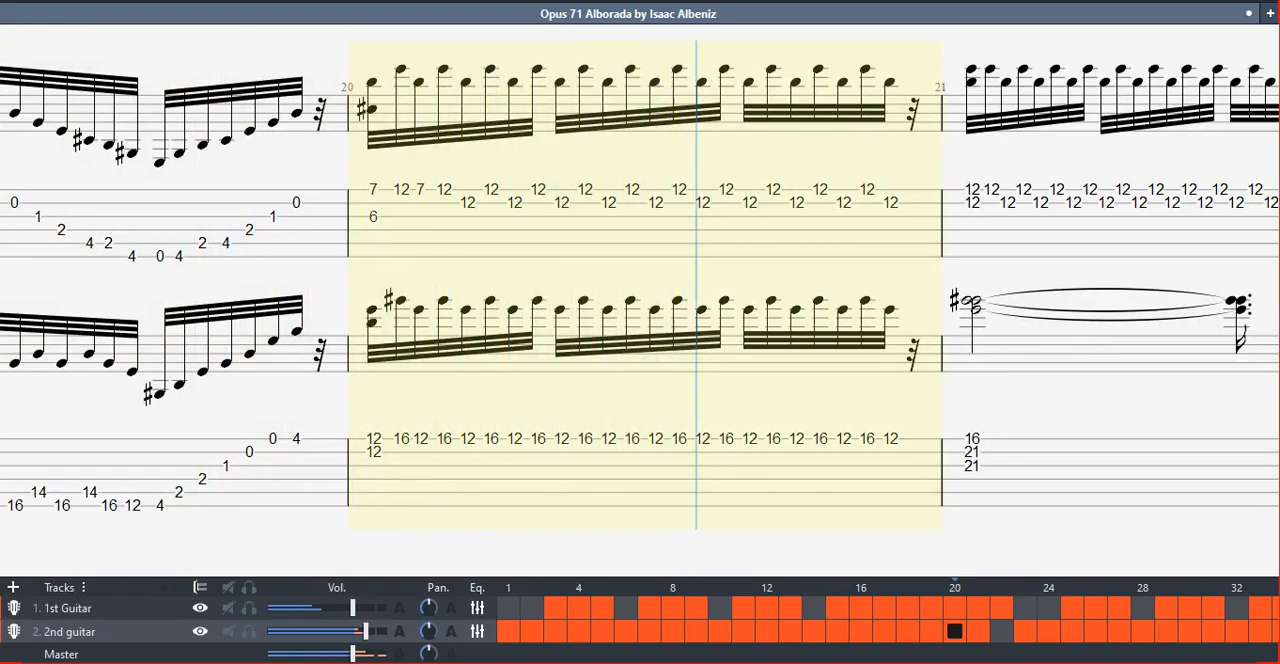 Opus 71 Alborada by Isaac Albeniz
20 21
7 12 7 12 12 12 12 12 12 12 12 12 12 12 12 12 12 12 12 12 12 12 12
0 1 2 4 2 4 0 4 2 4 2 1 0
6
12 12 12 12 12 12 12 12 12 12 12 12 12 12
12 16 12 16 12 16 12 16 12 16 12 16 12 16 12 16 12 16 12 16 12 16 12
12
16 14 16 14 16 12 4 2 2 1 0 0 4
16
21
21
Tracks Vol. Pan. Eq. 1 4 8 12 16 20 24 28 32
1. 1st Guitar A A
2. 2nd guitar A A
Master